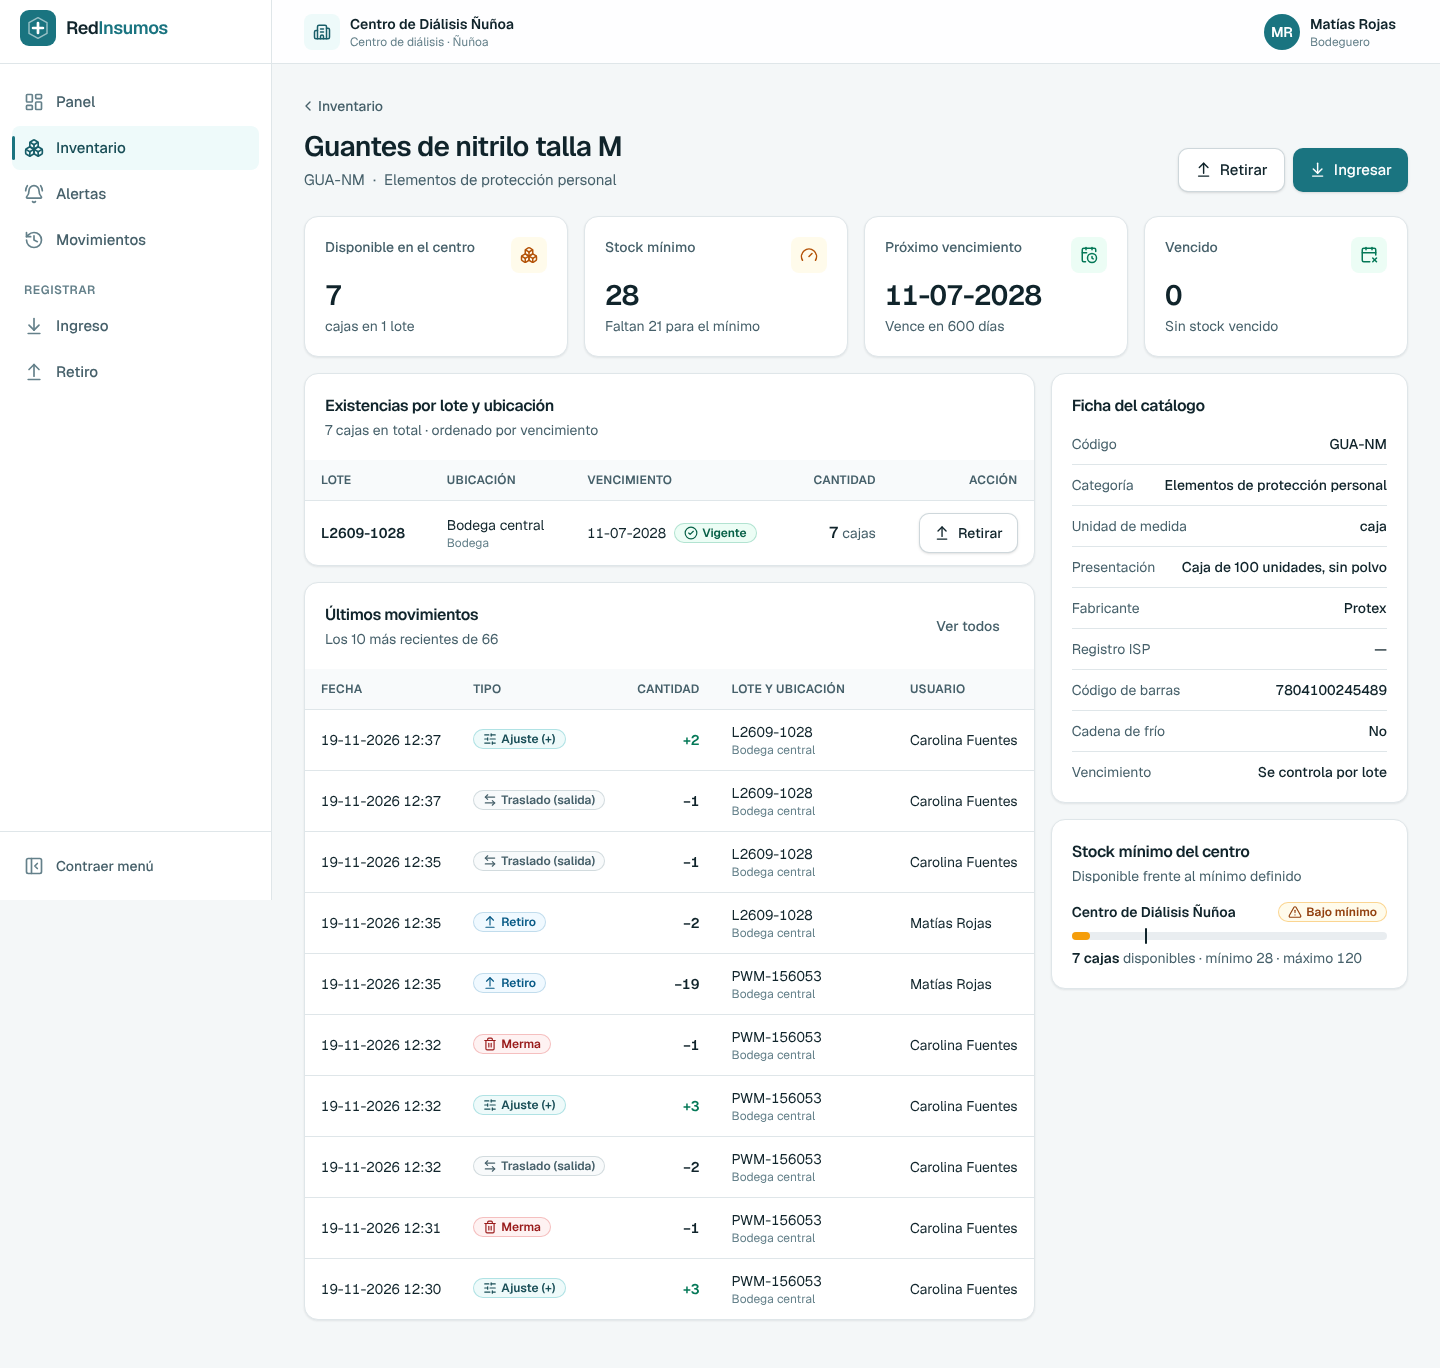 RedInsumos
Centro de Diálisis Ñuñoa
Centro de diálisis · Ñuñoa
MR
Matías Rojas
Bodeguero
Panel
Inventario
Alertas
Movimientos
REGISTRAR
Ingreso
Retiro
Contraer menú
Inventario
Guantes de nitrilo talla M
GUA-NM · Elementos de protección personal
Retirar
Ingresar
Disponible en el centro
7
cajas en 1 lote
Stock mínimo
28
Faltan 21 para el mínimo
Próximo vencimiento
11-07-2028
Vence en 600 días
Vencido
0
Sin stock vencido
Existencias por lote y ubicación
7 cajas en total · ordenado por vencimiento
LOTE UBICACIÓN VENCIMIENTO CANTIDAD ACCIÓN
L2609-1028 Bodega central 11-07-2028 Vigente 7 cajas Retirar
Bodega
Últimos movimientos
Los 10 más recientes de 66
Ver todos
FECHA TIPO CANTIDAD LOTE Y UBICACIÓN USUARIO
19-11-2026 12:37 Ajuste (+) +2 L2609-1028 Carolina Fuentes
Bodega central
19-11-2026 12:37 Traslado (salida) −1 L2609-1028 Carolina Fuentes
Bodega central
19-11-2026 12:35 Traslado (salida) −1 L2609-1028 Carolina Fuentes
Bodega central
19-11-2026 12:35 Retiro −2 L2609-1028 Matías Rojas
Bodega central
19-11-2026 12:35 Retiro −19 PWM-156053 Matías Rojas
Bodega central
19-11-2026 12:32 Merma −1 PWM-156053 Carolina Fuentes
Bodega central
19-11-2026 12:32 Ajuste (+) +3 PWM-156053 Carolina Fuentes
Bodega central
19-11-2026 12:32 Traslado (salida) −2 PWM-156053 Carolina Fuentes
Bodega central
19-11-2026 12:31 Merma −1 PWM-156053 Carolina Fuentes
Bodega central
19-11-2026 12:30 Ajuste (+) +3 PWM-156053 Carolina Fuentes
Bodega central
Ficha del catálogo
Código GUA-NM
Categoría Elementos de protección personal
Unidad de medida caja
Presentación Caja de 100 unidades, sin polvo
Fabricante Protex
Registro ISP —
Código de barras 7804100245489
Cadena de frío No
Vencimiento Se controla por lote
Stock mínimo del centro
Disponible frente al mínimo definido
Centro de Diálisis Ñuñoa Bajo mínimo
7 cajas disponibles · mínimo 28 · máximo 120